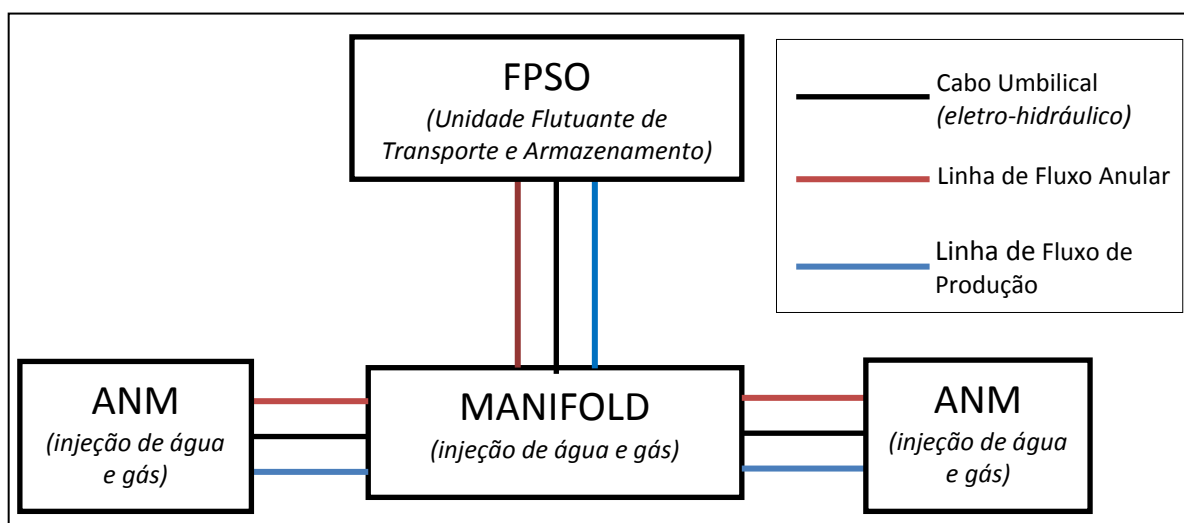 FPSO
(Unidade Flutuante de
Transporte e Armazenamento)
Cabo Umbilical
(eletro-hidráulico)
Linha de Fluxo Anular
Linha de Fluxo de
Produção
ANM
(injeção de água
e gás)
MANIFOLD
(injeção de água e gás)
ANM
(injeção de água
e gás)